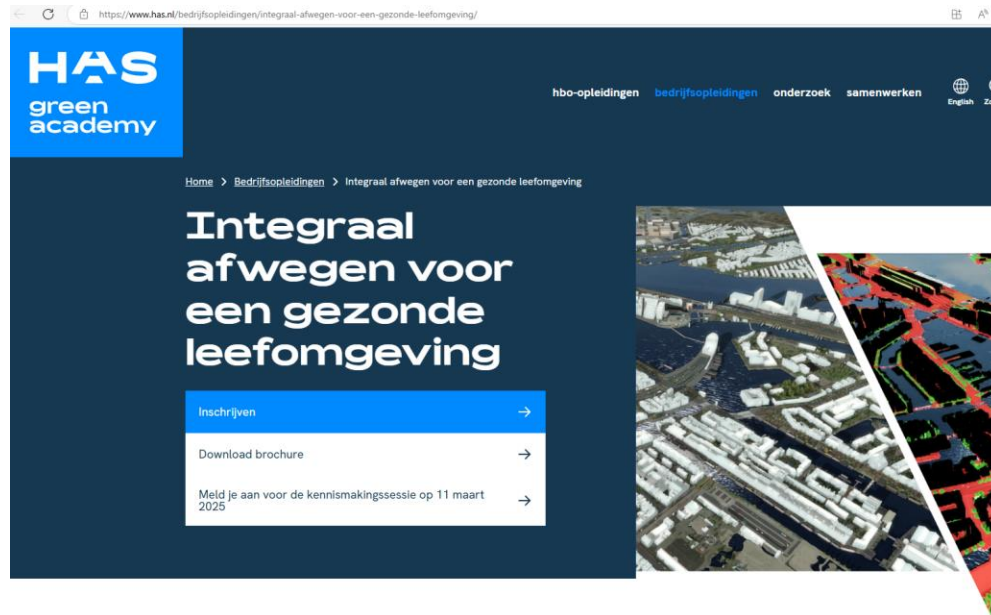 https://www.has.nl/bedrijfsopleidingen/integraal-afwegen-voor-een-gezonde-leefomgeving/
HAS
green
academy
hbo-opleidingen bedrijfsopleidingen onderzoek samenwerken
English
Home > Bedrijfsopleidingen > Integraal afwegen voor een gezonde leefomgeving
Integraal
afwegen voor
een gezonde
leefomgeving
Inschrijven
Download brochure
Meld je aan voor de kennismakingssessie op 11 maart
2025